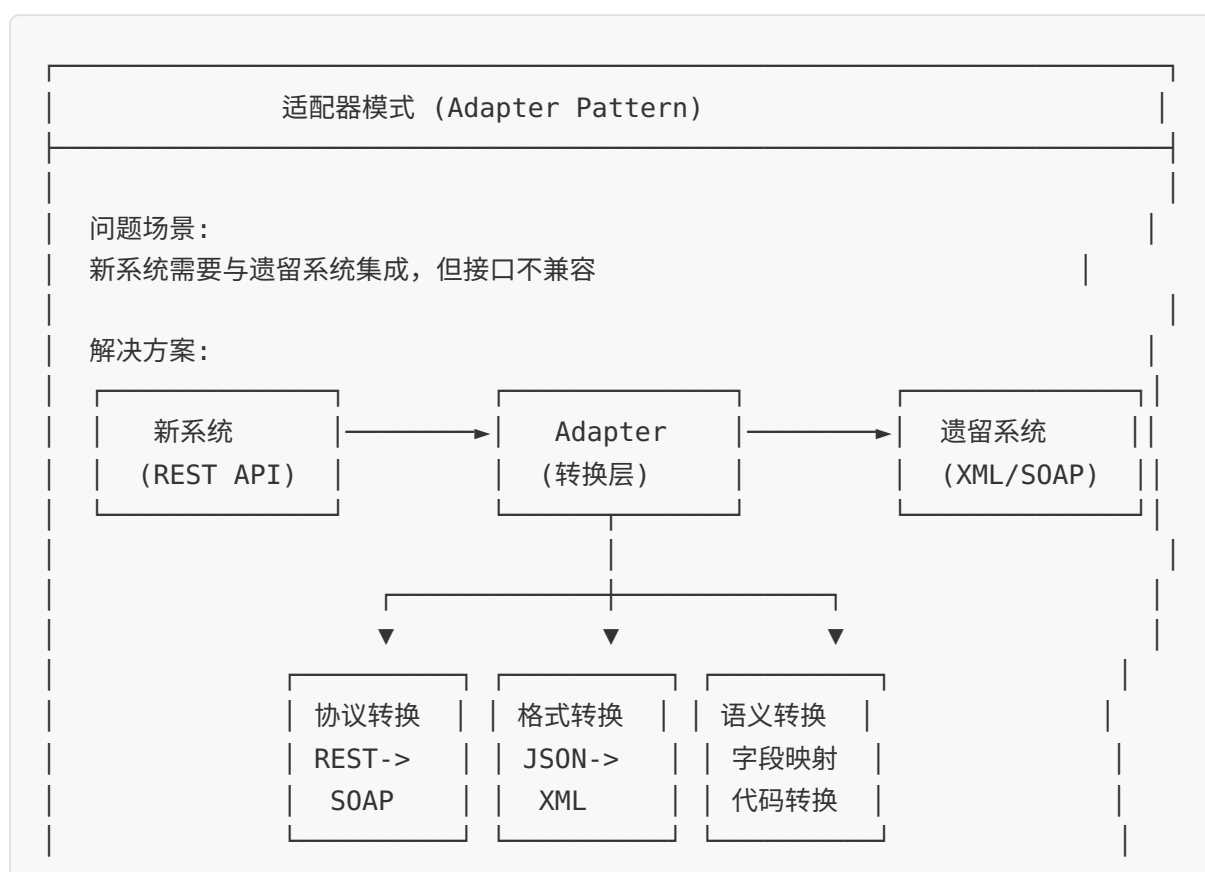 适配器模式 (Adapter Pattern)
问题场景:
新系统需要与遗留系统集成，但接口不兼容
解决方案:
新系统 Adapter 遗留系统
(REST API) (转换层) (XML/SOAP)
协议转换 格式转换 语义转换
REST-> JSON-> 字段映射
SOAP XML 代码转换